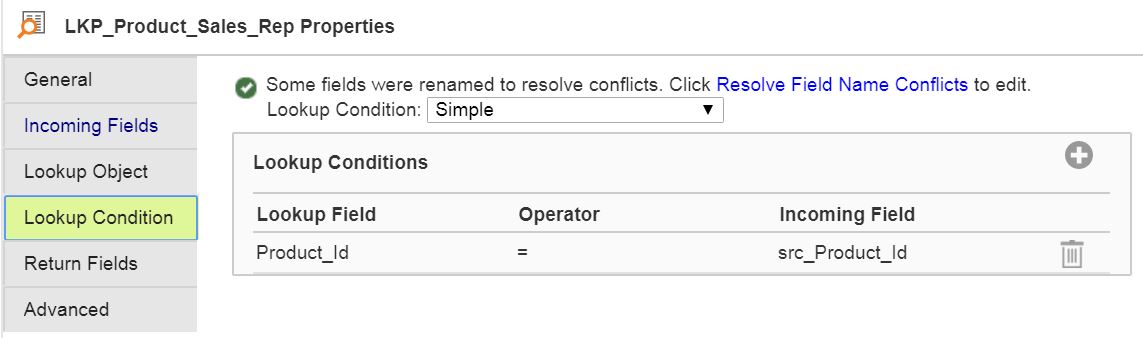 LKP_Product_Sales_Rep Properties
General
Incoming Fields
Lookup Object
Lookup Condition
Return Fields
Advanced
Some fields were renamed to resolve conflicts. Click Resolve Field Name Conflicts to edit.
Lookup Condition: Simple
Lookup Conditions
Lookup Field Operator Incoming Field
Product_Id = src_Product_Id